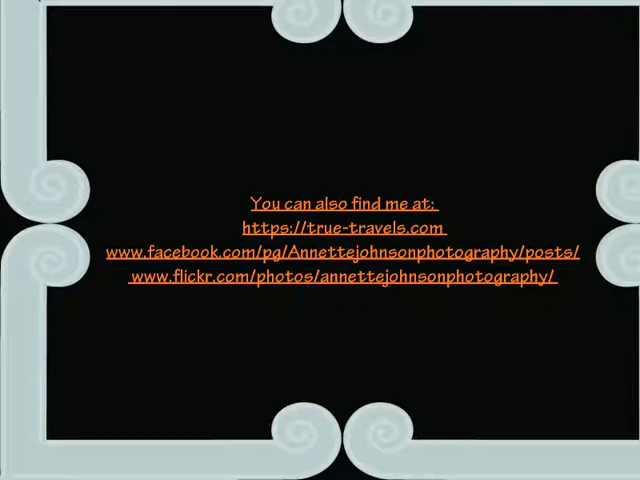 You can also find me at:
https://true-travels.com
www.facebook.com/pg/Annettejohnsonphotography/posts/
www.flickr.com/photos/annettejohnsonphotography/